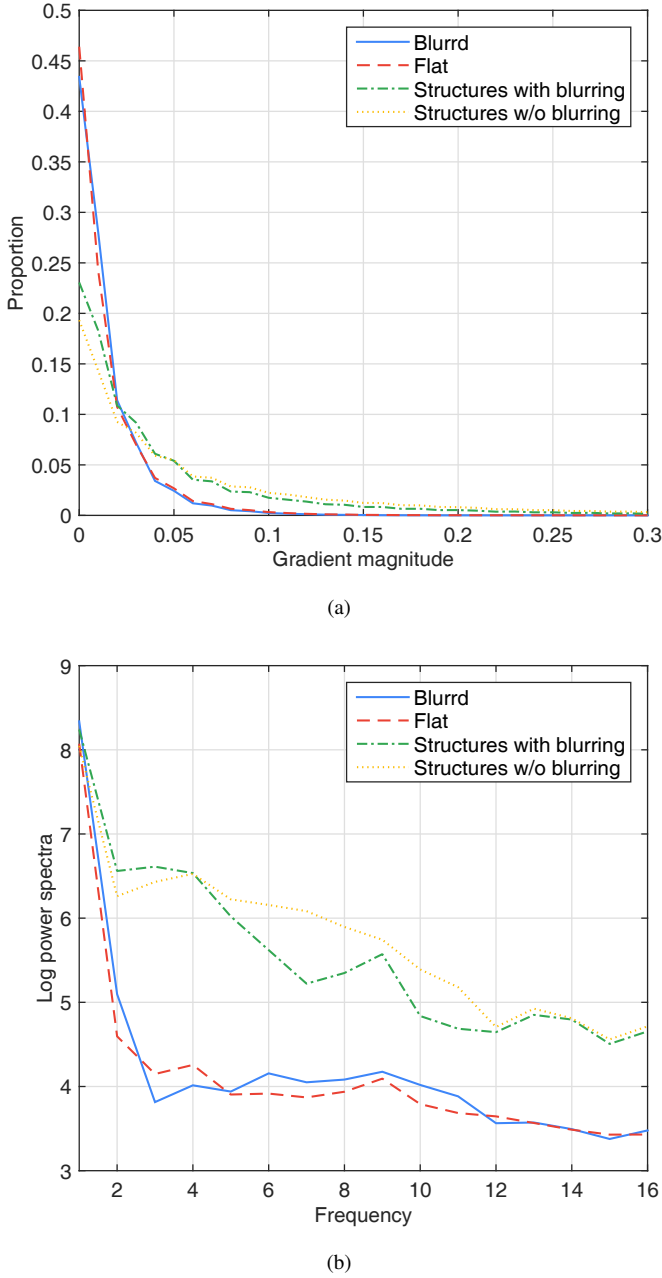 0.5
0.45
0.4
0.35
0.3
0.25
0.2
0.15
0.1
0.05
0
Proportion
Blurrd
Flat
Structures with blurring
Structures w/o blurring
0 0.05 0.1 0.15 0.2 0.25 0.3
Gradient magnitude
(a)
9
8
7
6
5
4
3
Log power spectra
Blurrd
Flat
Structures with blurring
Structures w/o blurring
2 4 6 8 10 12 14 16
Frequency
(b)